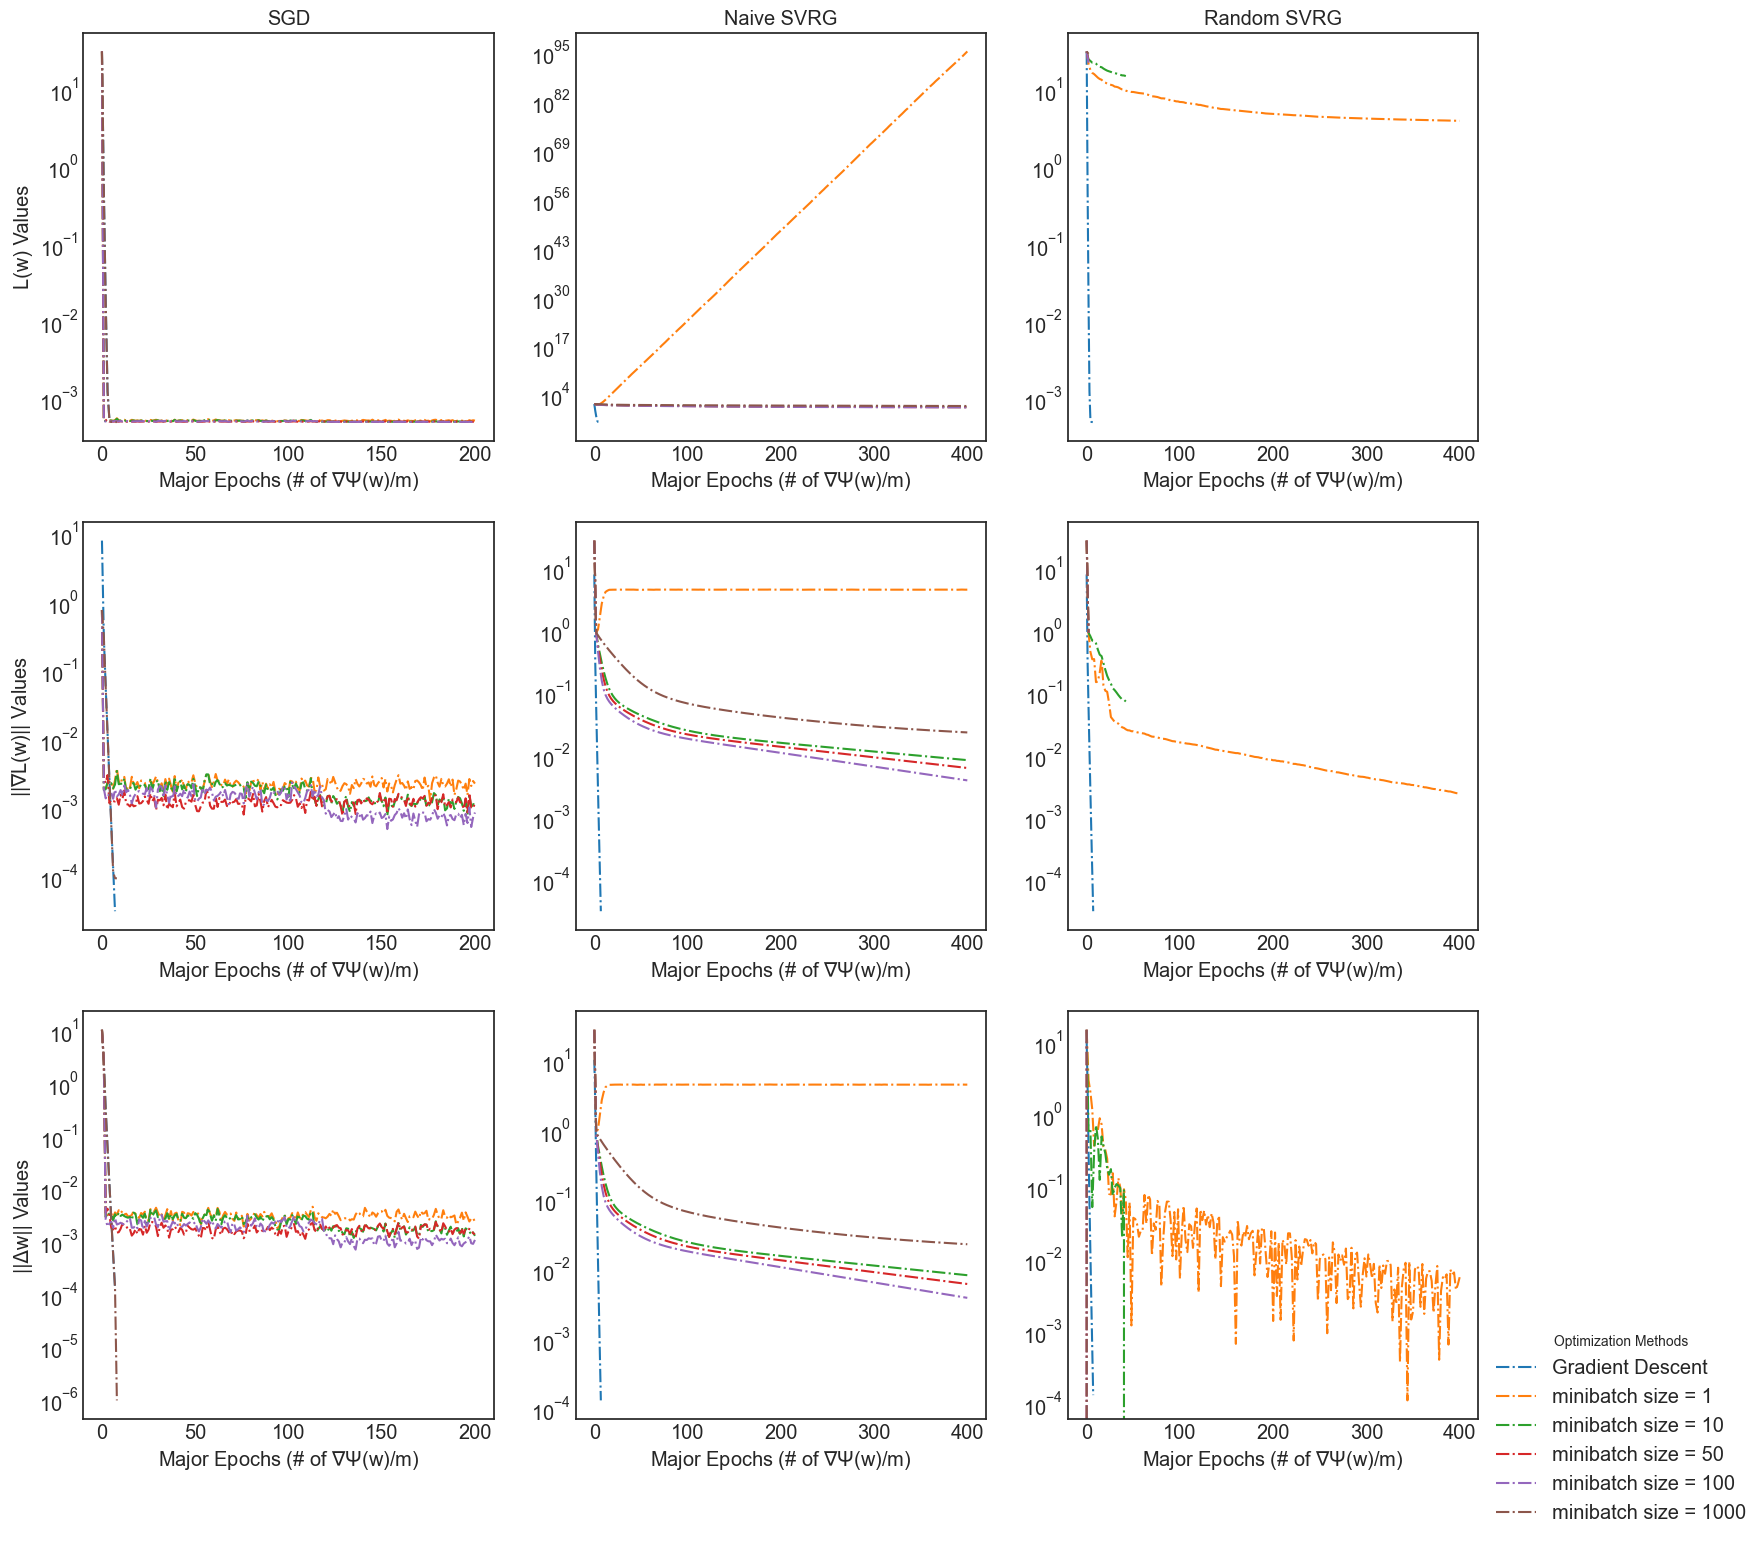 SGD
Naive SVRG
Random SVRG
L(w) Values
10^1
10^0
10^-1
10^-2
10^-3
0 50 100 150 200
Major Epochs (# of ∇Ψ(w)/m)
10^95
10^82
10^69
10^56
10^43
10^30
10^17
10^4
0 100 200 300 400
Major Epochs (# of ∇Ψ(w)/m)
10^1
10^0
10^-1
10^-2
10^-3
0 100 200 300 400
Major Epochs (# of ∇Ψ(w)/m)
||∇L(w)|| Values
10^1
10^0
10^-1
10^-2
10^-3
10^-4
0 50 100 150 200
Major Epochs (# of ∇Ψ(w)/m)
10^1
10^0
10^-1
10^-2
10^-3
10^-4
0 100 200 300 400
Major Epochs (# of ∇Ψ(w)/m)
10^1
10^0
10^-1
10^-2
10^-3
10^-4
0 100 200 300 400
Major Epochs (# of ∇Ψ(w)/m)
||Δw|| Values
10^1
10^0
10^-1
10^-2
10^-3
10^-4
10^-5
10^-6
0 50 100 150 200
Major Epochs (# of ∇Ψ(w)/m)
10^1
10^0
10^-1
10^-2
10^-3
10^-4
0 100 200 300 400
Major Epochs (# of ∇Ψ(w)/m)
10^1
10^0
10^-1
10^-2
10^-3
10^-4
0 100 200 300 400
Major Epochs (# of ∇Ψ(w)/m)
Optimization Methods
Gradient Descent
minibatch size = 1
minibatch size = 10
minibatch size = 50
minibatch size = 100
minibatch size = 1000